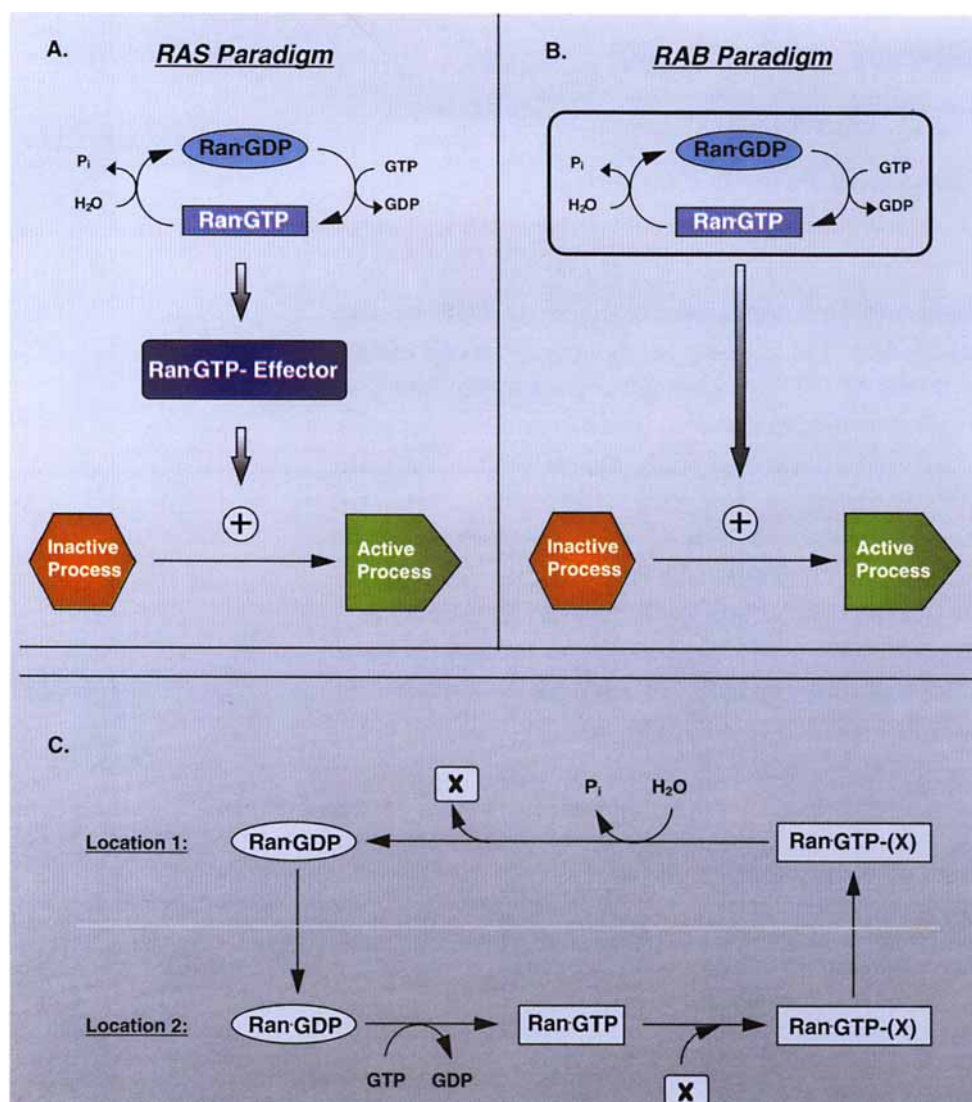 A.
RAS Paradigm
Ran·GDP
Pi
GTP
H2O
GDP
Ran·GTP
Ran·GTP- Effector
+
Inactive
Process
Active
Process
B.
RAB Paradigm
Ran·GDP
Pi
GTP
H2O
GDP
Ran·GTP
+
Inactive
Process
Active
Process
C.
X
Pi
H2O
Location 1:
Ran·GDP
Ran·GTP-(X)
Location 2:
Ran·GDP
Ran·GTP
Ran·GTP-(X)
GTP
GDP
X